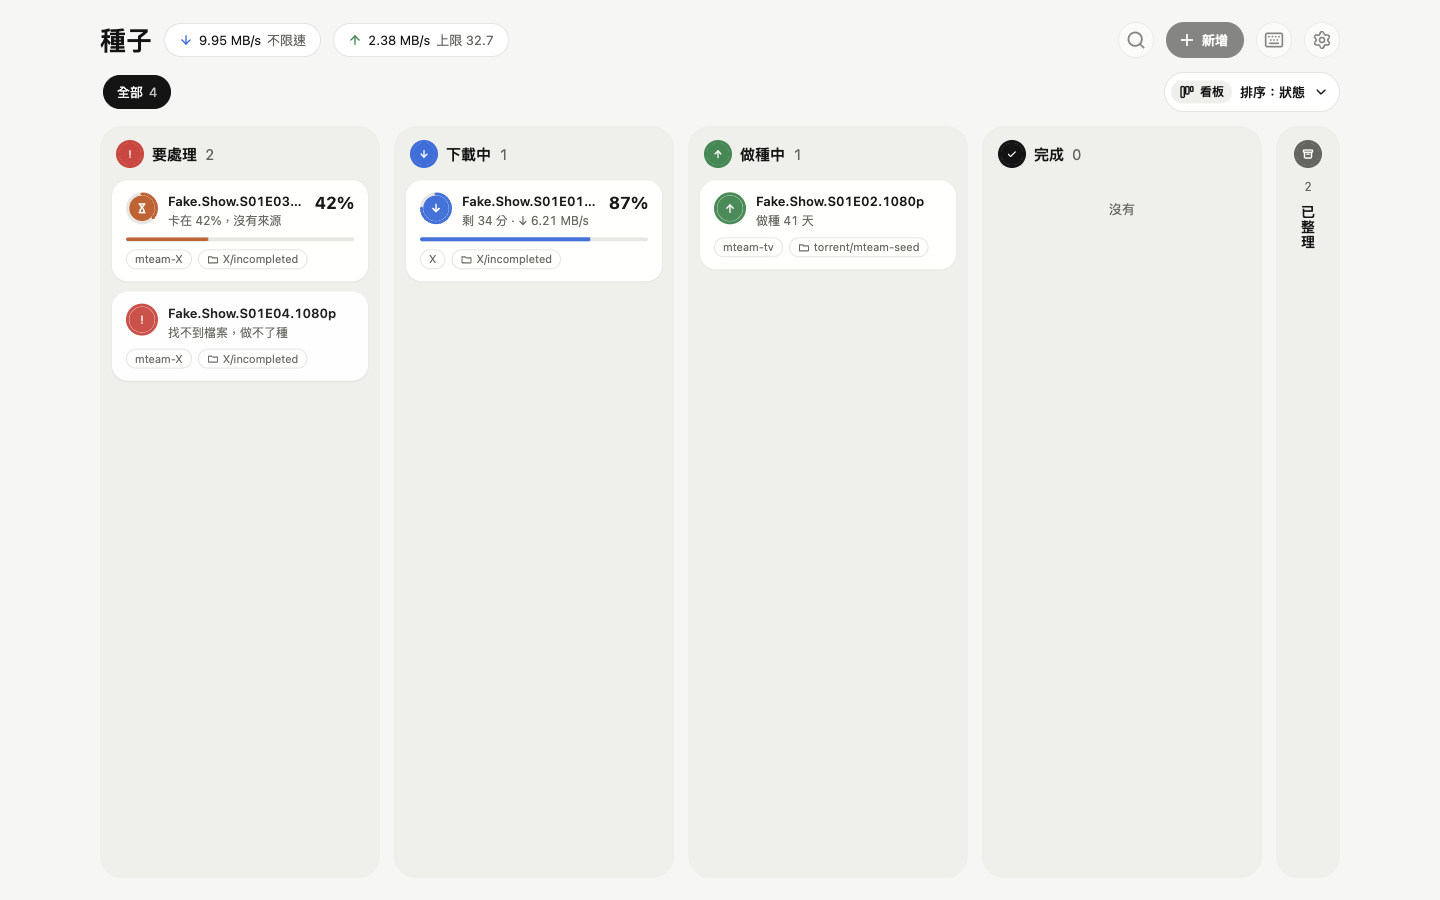 種子
9.95 MB/s 不限速
2.38 MB/s 上限 32.7
新增
全部 4
看板
排序：狀態
要處理 2
Fake.Show.S01E03...
42%
卡在 42%，沒有來源
mteam-X
X/incompleted
Fake.Show.S01E04.1080p
找不到檔案，做不了種
mteam-X
X/incompleted
下載中 1
Fake.Show.S01E01...
87%
剩 34 分 · ↓ 6.21 MB/s
X
X/incompleted
做種中 1
Fake.Show.S01E02.1080p
做種 41 天
mteam-tv
torrent/mteam-seed
完成 0
沒有
2
已整理